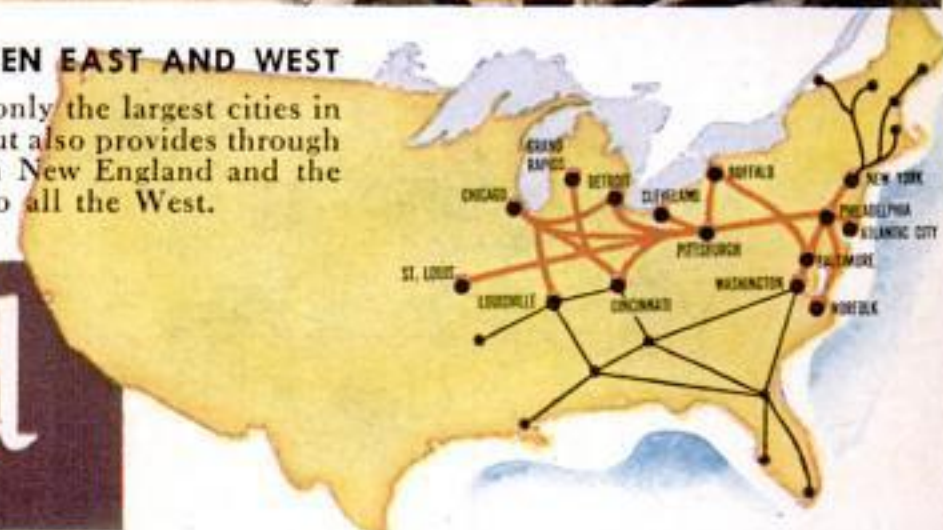 EN EAST AND WEST
only the largest cities in
ut also provides through
New England and the
o all the West.
GRAND
RAPIDS
DETROIT
BUFFALO
CHICAGO
CLEVELAND
NEW YORK
PHILADELPHIA
ATLANTIC CITY
PITTSBURGH
BALTIMORE
ST. LOUIS
WASHINGTON
LOUISVILLE
CINCINNATI
NORFOLK